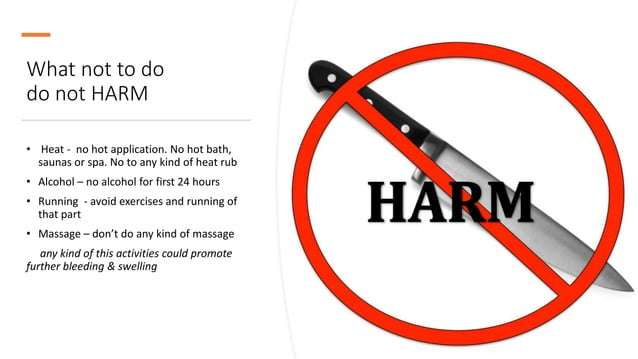 What not to do
do not HARM
• Heat - no hot application. No hot bath,
saunas or spa. No to any kind of heat rub
• Alcohol – no alcohol for first 24 hours
• Running - avoid exercises and running of
that part
• Massage – don’t do any kind of massage
any kind of this activities could promote
further bleeding & swelling
HARM